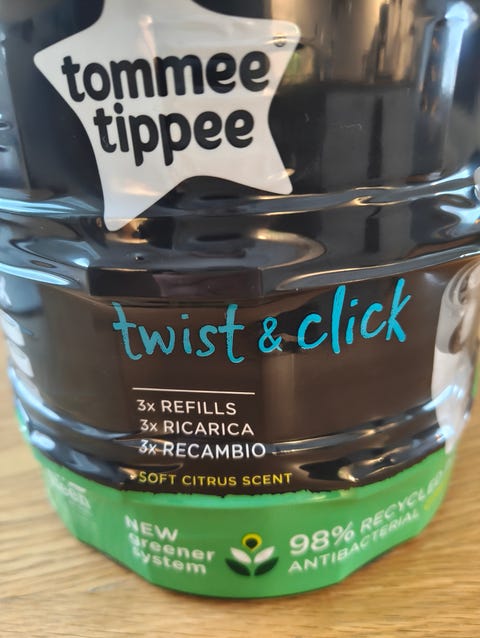 tommee
tippee
®
twist & click
3x REFILLS
3x RICARICA
3x RECAMBIO
SOFT CITRUS SCENT
NEW
greener
system
98% RECYCLED
ANTIBACTERIAL